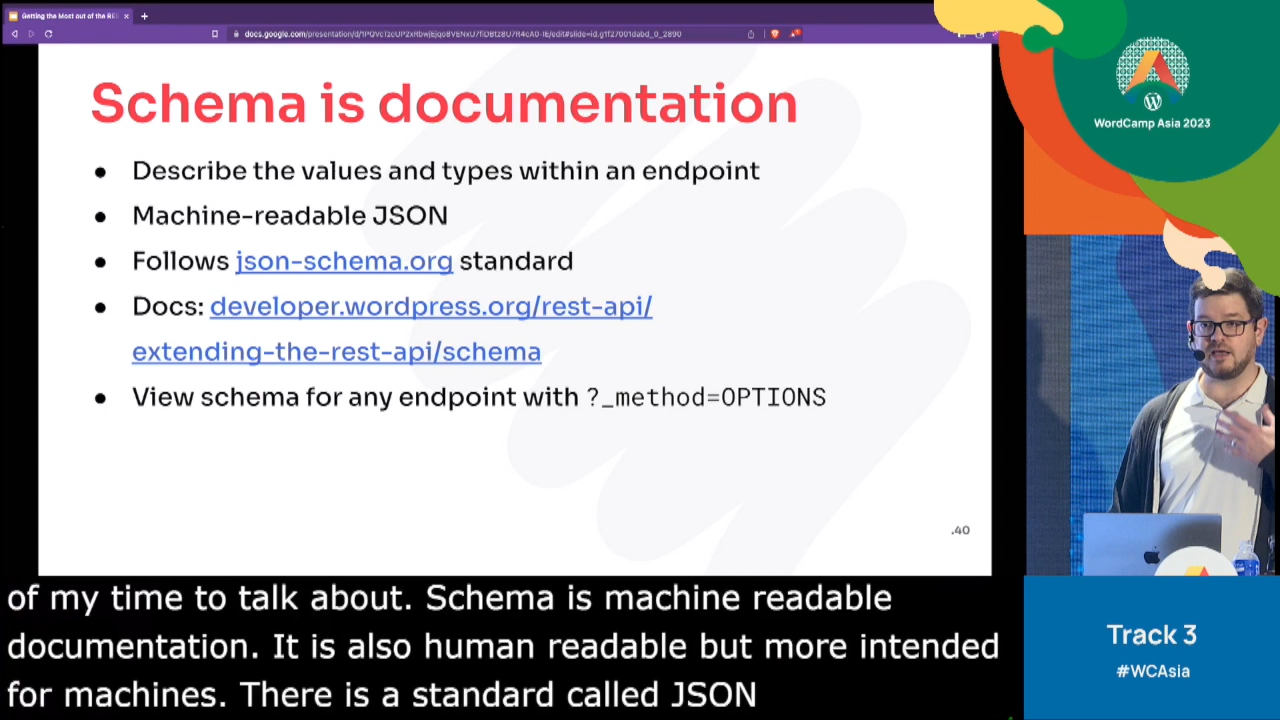 Getting the Most out of the RE
docs.google.com/presentation/d/
Schema is documentation
Describe the values and types within an endpoint
Machine-readable JSON
Follows json-schema.org standard
Docs: developer.wordpress.org/rest-api/
extending-the-rest-api/schema
View schema for any endpoint with ?_method=OPTIONS
.40
WordCamp Asia 2023
of my time to talk about. Schema is machine readable
documentation. It is also human readable but more intended
for machines. There is a standard called JSON
Track 3
#WCAsia